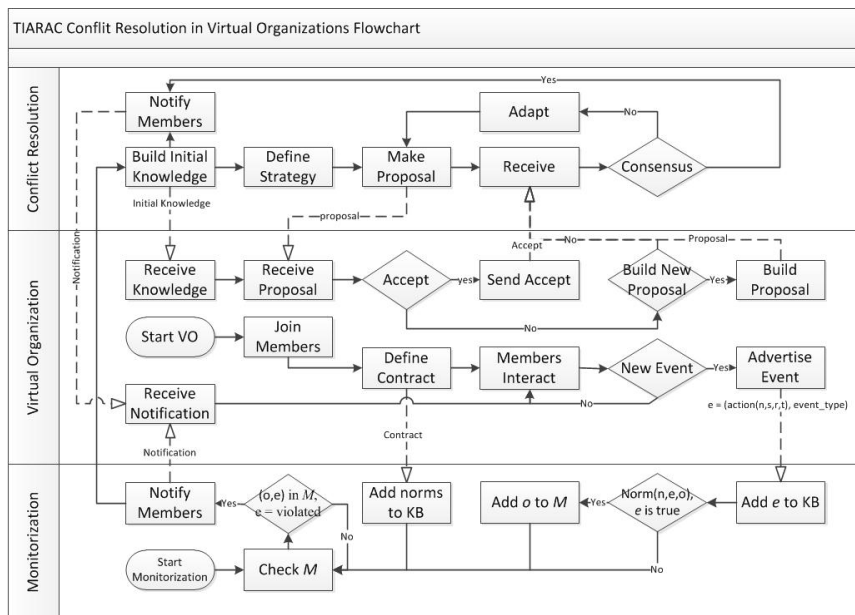 TIARAC Conflit Resolution in Virtual Organizations Flowchart
Conflict Resolution
Yes
Notify
Members
Adapt
No
Build Initial
Knowledge
Define
Strategy
Make
Proposal
Receive
Consensus
Initial Knowledge
proposal
Notification
Virtual Organization
Accept
No
Proposal
Receive
Knowledge
Receive
Proposal
Accept
yes
Send Accept
Build New
Proposal
Yes
Build
Proposal
No
Start VO
Join
Members
Define
Contract
Members
Interact
New Event
Yes
Advertise
Event
Receive
Notification
No
e = (action(n,s,r,t), event_type)
Contract
Notification
Monitorization
Notify
Members
Yes
(o,e) in M,
e = violated
No
Add norms
to KB
Add o to M
Yes
Norm(n,e,o),
e is true
Add e to KB
No
Start
Monitorization
Check M